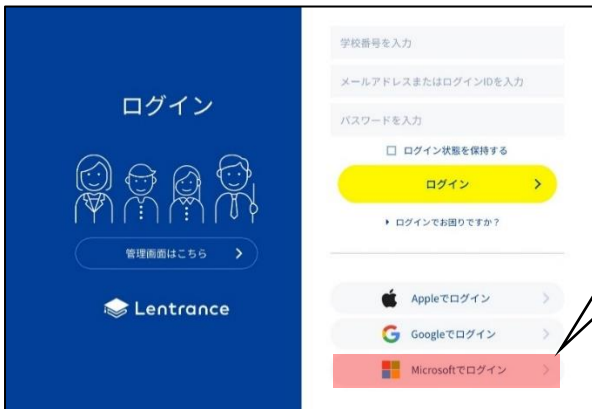 ログイン
管理画面はこちら
Lentrance
学校番号を入力
メールアドレスまたはログインIDを入力
パスワードを入力
ログイン状態を保持する
ログイン
ログインでお困りですか？
Appleでログイン
Googleでログイン
Microsoftでログイン